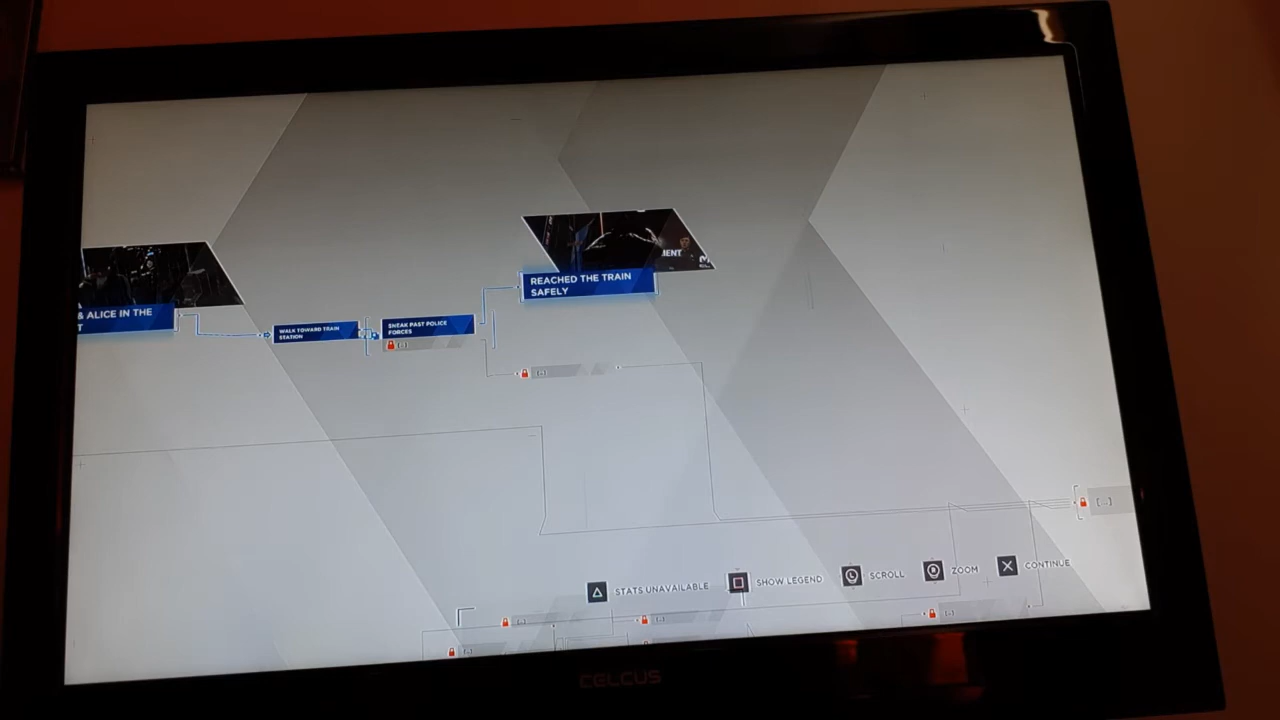 MENT
REACHED THE TRAIN
SAFELY
& ALICE IN THE
T
WALK TOWARD TRAIN
STATION
SNEAK PAST POLICE
FORCES
[...]
[...]
[...]
STATS UNAVAILABLE
SHOW LEGEND
L
SCROLL
R
ZOOM
CONTINUE
[...]
[...]
[...]
[...]
CELCUS